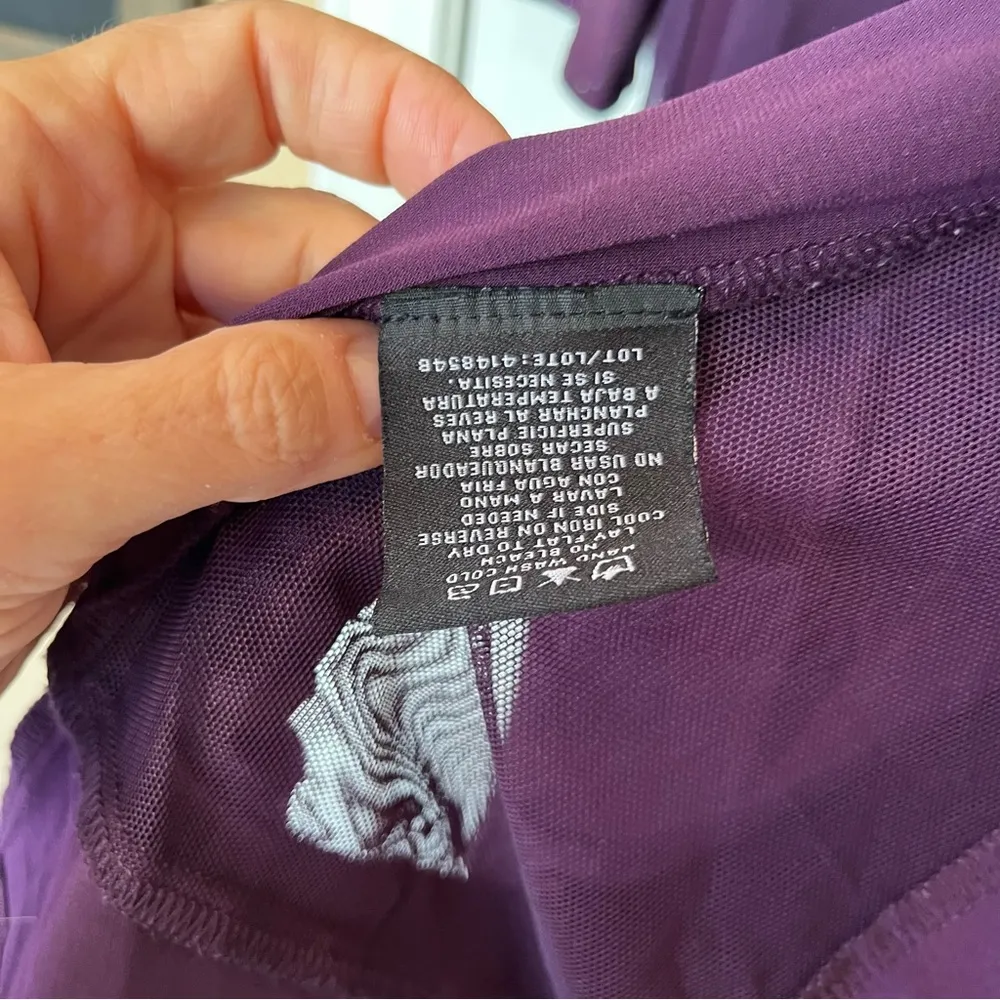 HAND WASH COLD
NO BLEACH
LAY FLAT TO DRY
COOL IRON ON REVERSE
SIDE IF NEEDED
LAVAR A MANO
CON AGUA FRIA
NO USAR BLANQUEADOR
SECAR SOBRE
SUPERFICIE PLANA
PLANCHAR AL REVES
A BAJA TEMPERATURA
SI SE NECESITA.
LOT/LOTE:4148548